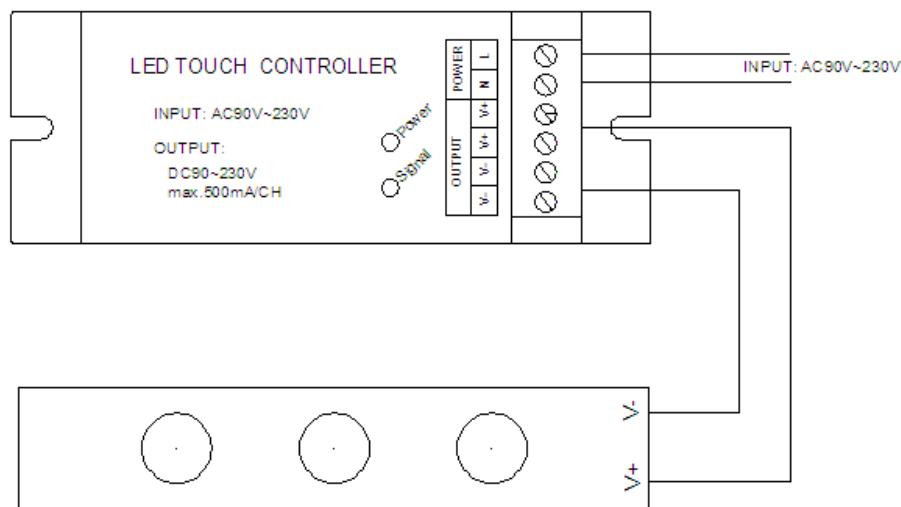 LED TOUCH CONTROLLER
INPUT: AC90V~230V
OUTPUT:
DC90~230V
max.500mA/CH
Power
Signal
POWER
L
N
OUTPUT
V+
V+
V-
V-
INPUT: AC90V~230V
V-
V+